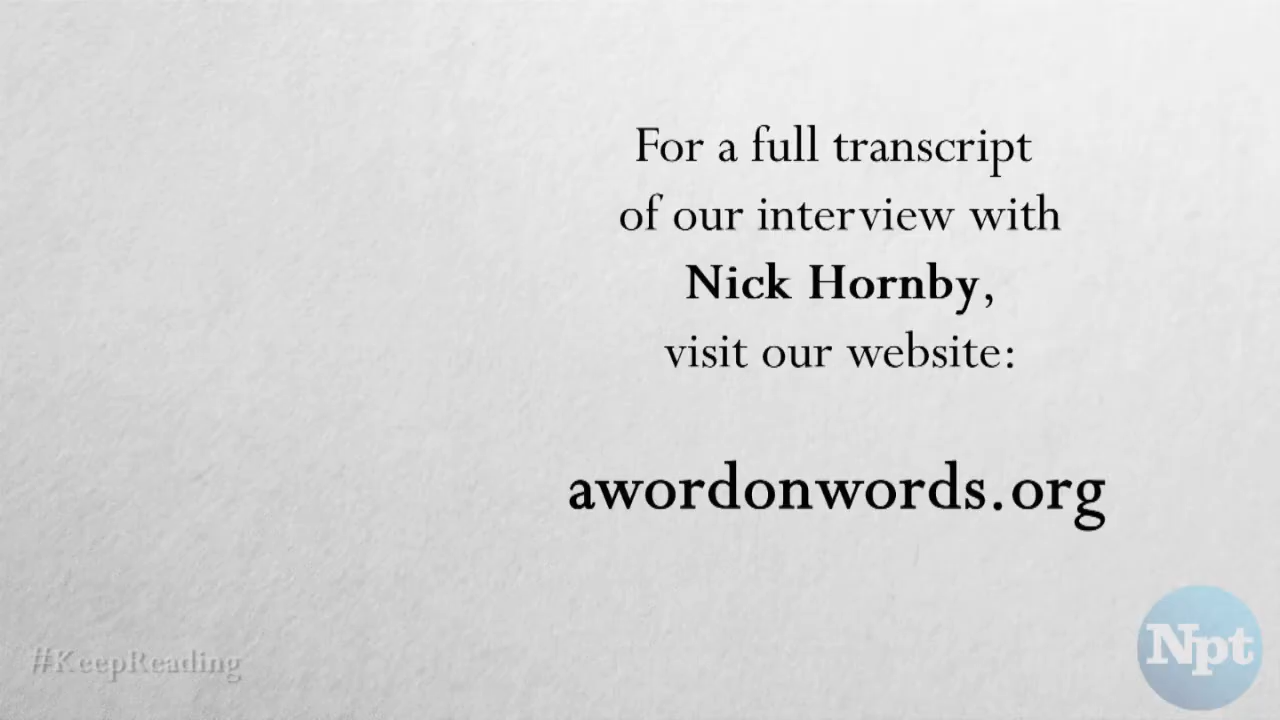 For a full transcript
of our interview with
Nick Hornby,
visit our website:
awordonwords.org
#KeepReading
Npt